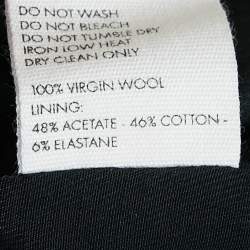 DO NOT WASH
DO NOT BLEACH
DO NOT TUMBLE DRY
IRON LOW HEAT
DRY CLEAN ONLY
100% VIRGIN WOOL
LINING:
48% ACETATE - 46% COTTON -
6% ELASTANE